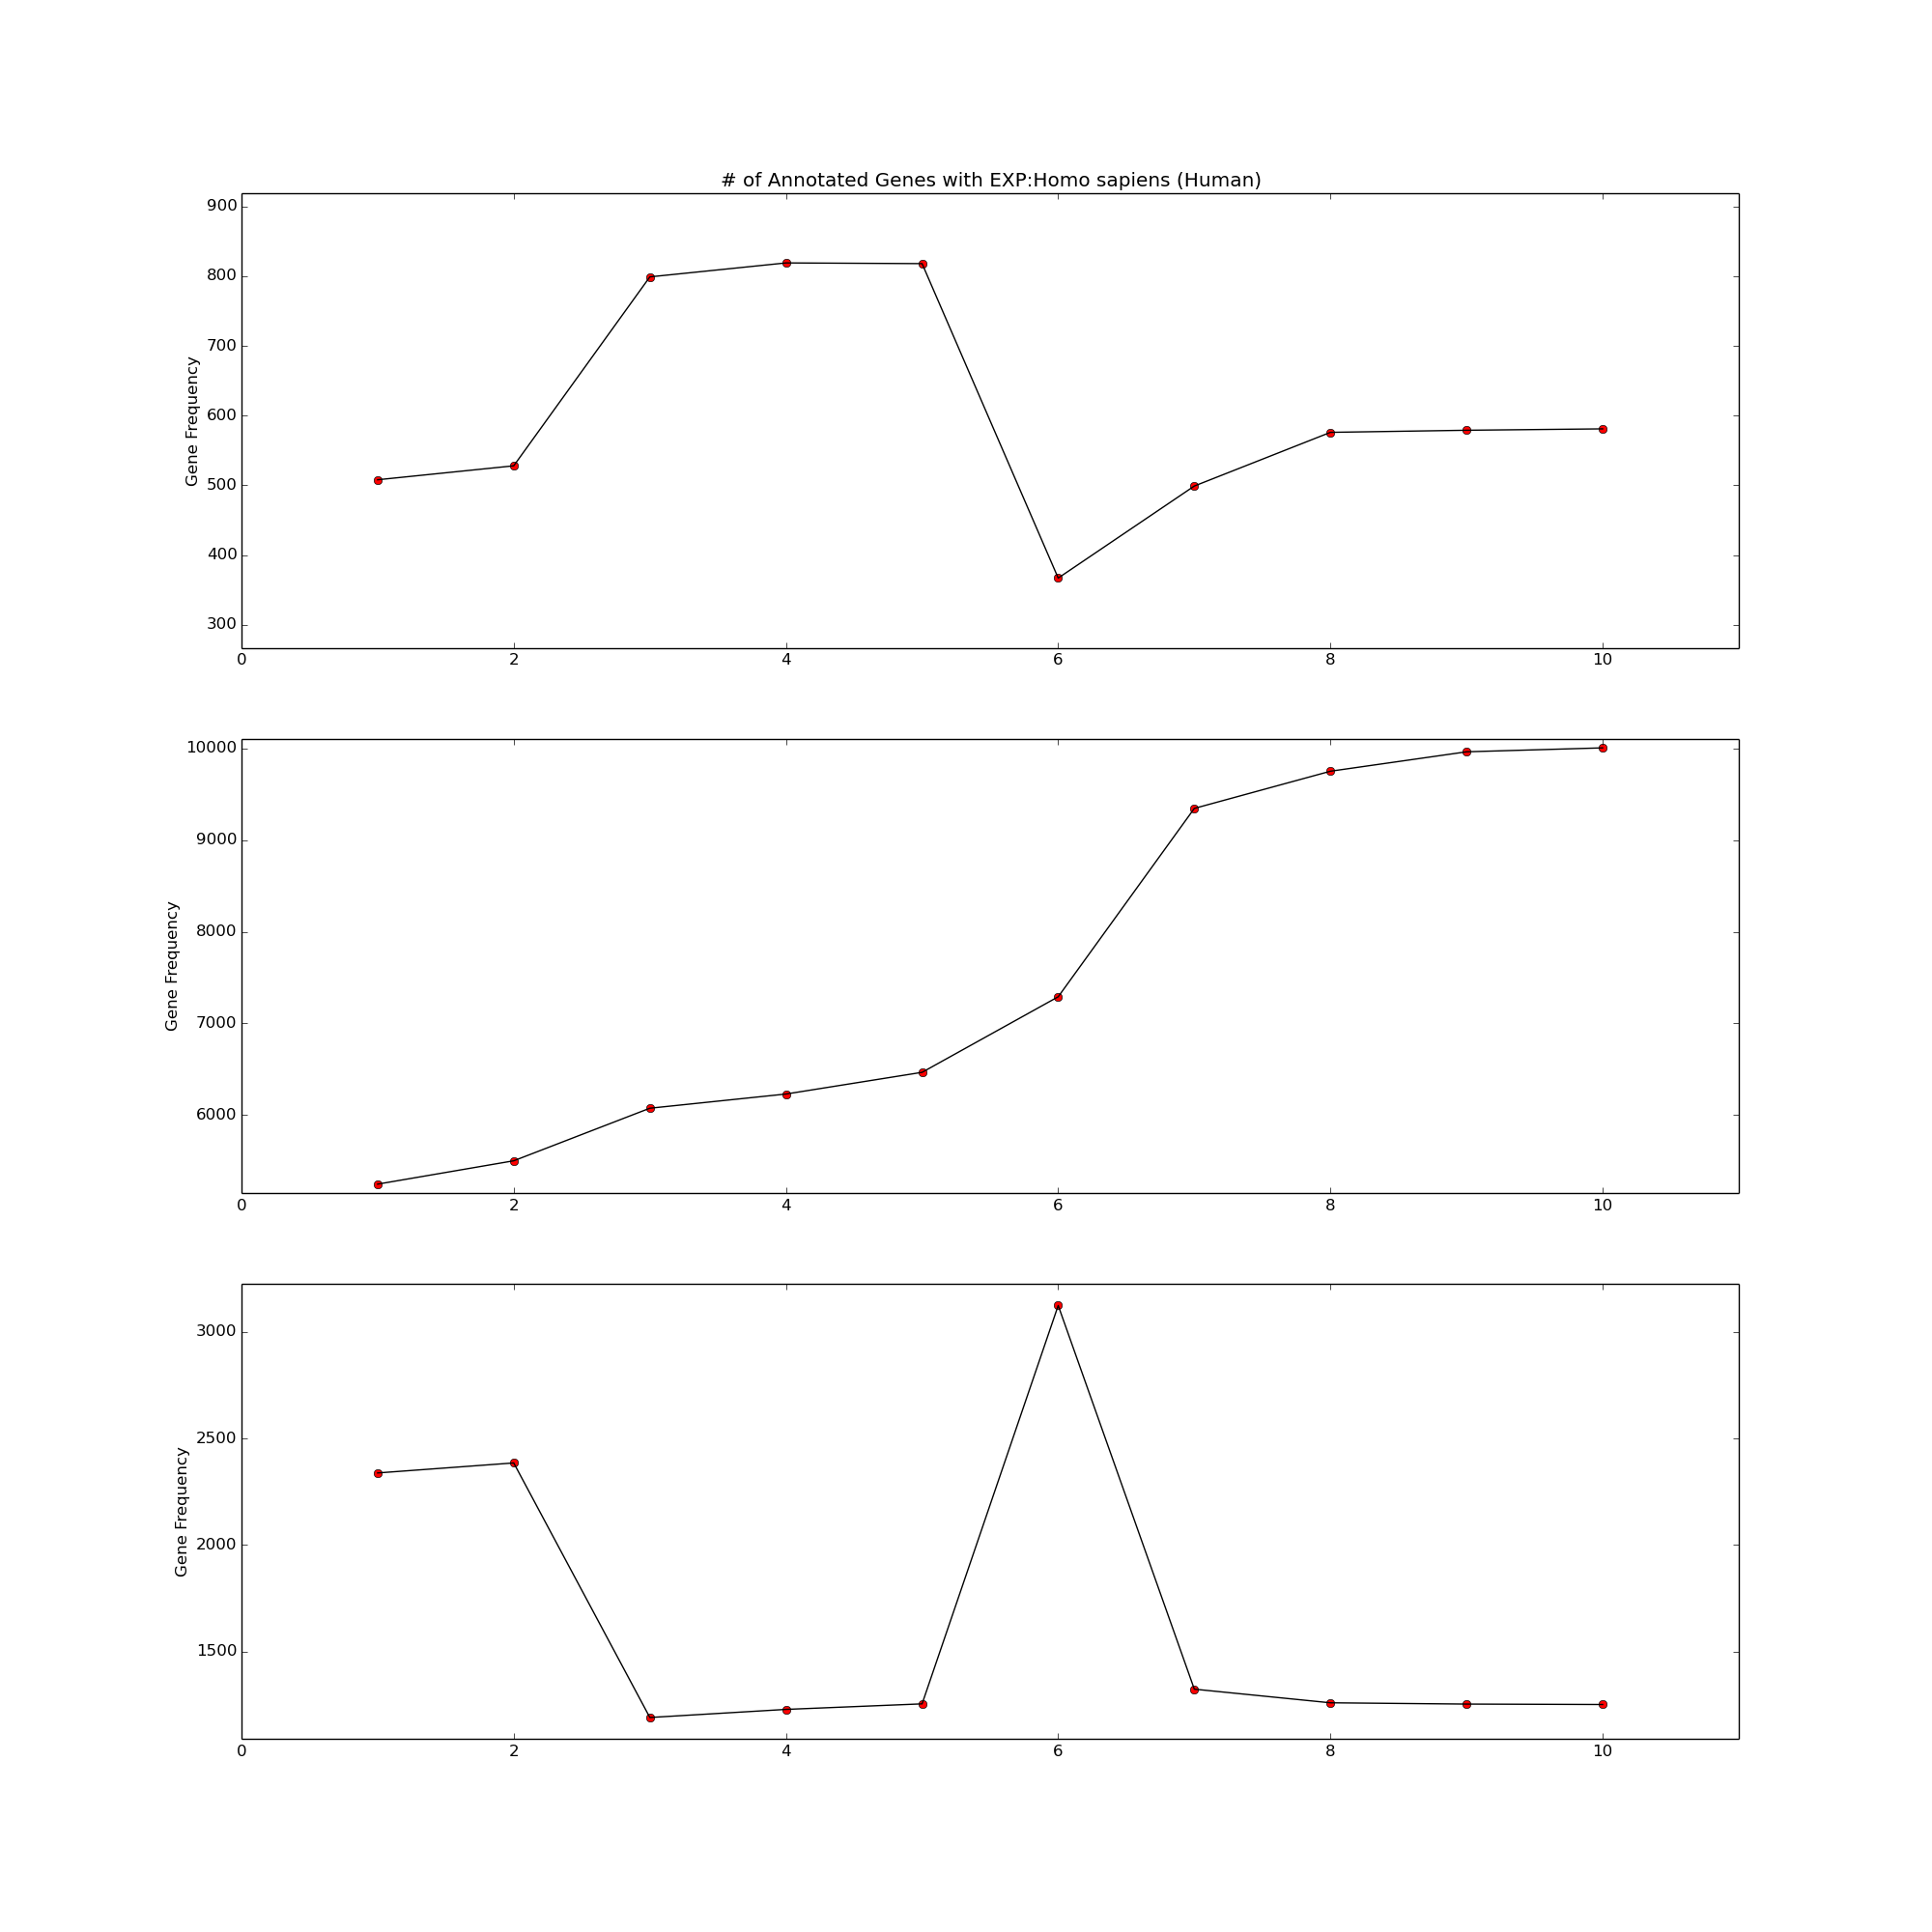 # of Annotated Genes with EXP:Homo sapiens (Human)
900
800
700
600
500
400
300
Gene Frequency
0 2 4 6 8 10
10000
9000
8000
7000
6000
Gene Frequency
0 2 4 6 8 10
3000
2500
2000
1500
Gene Frequency
0 2 4 6 8 10